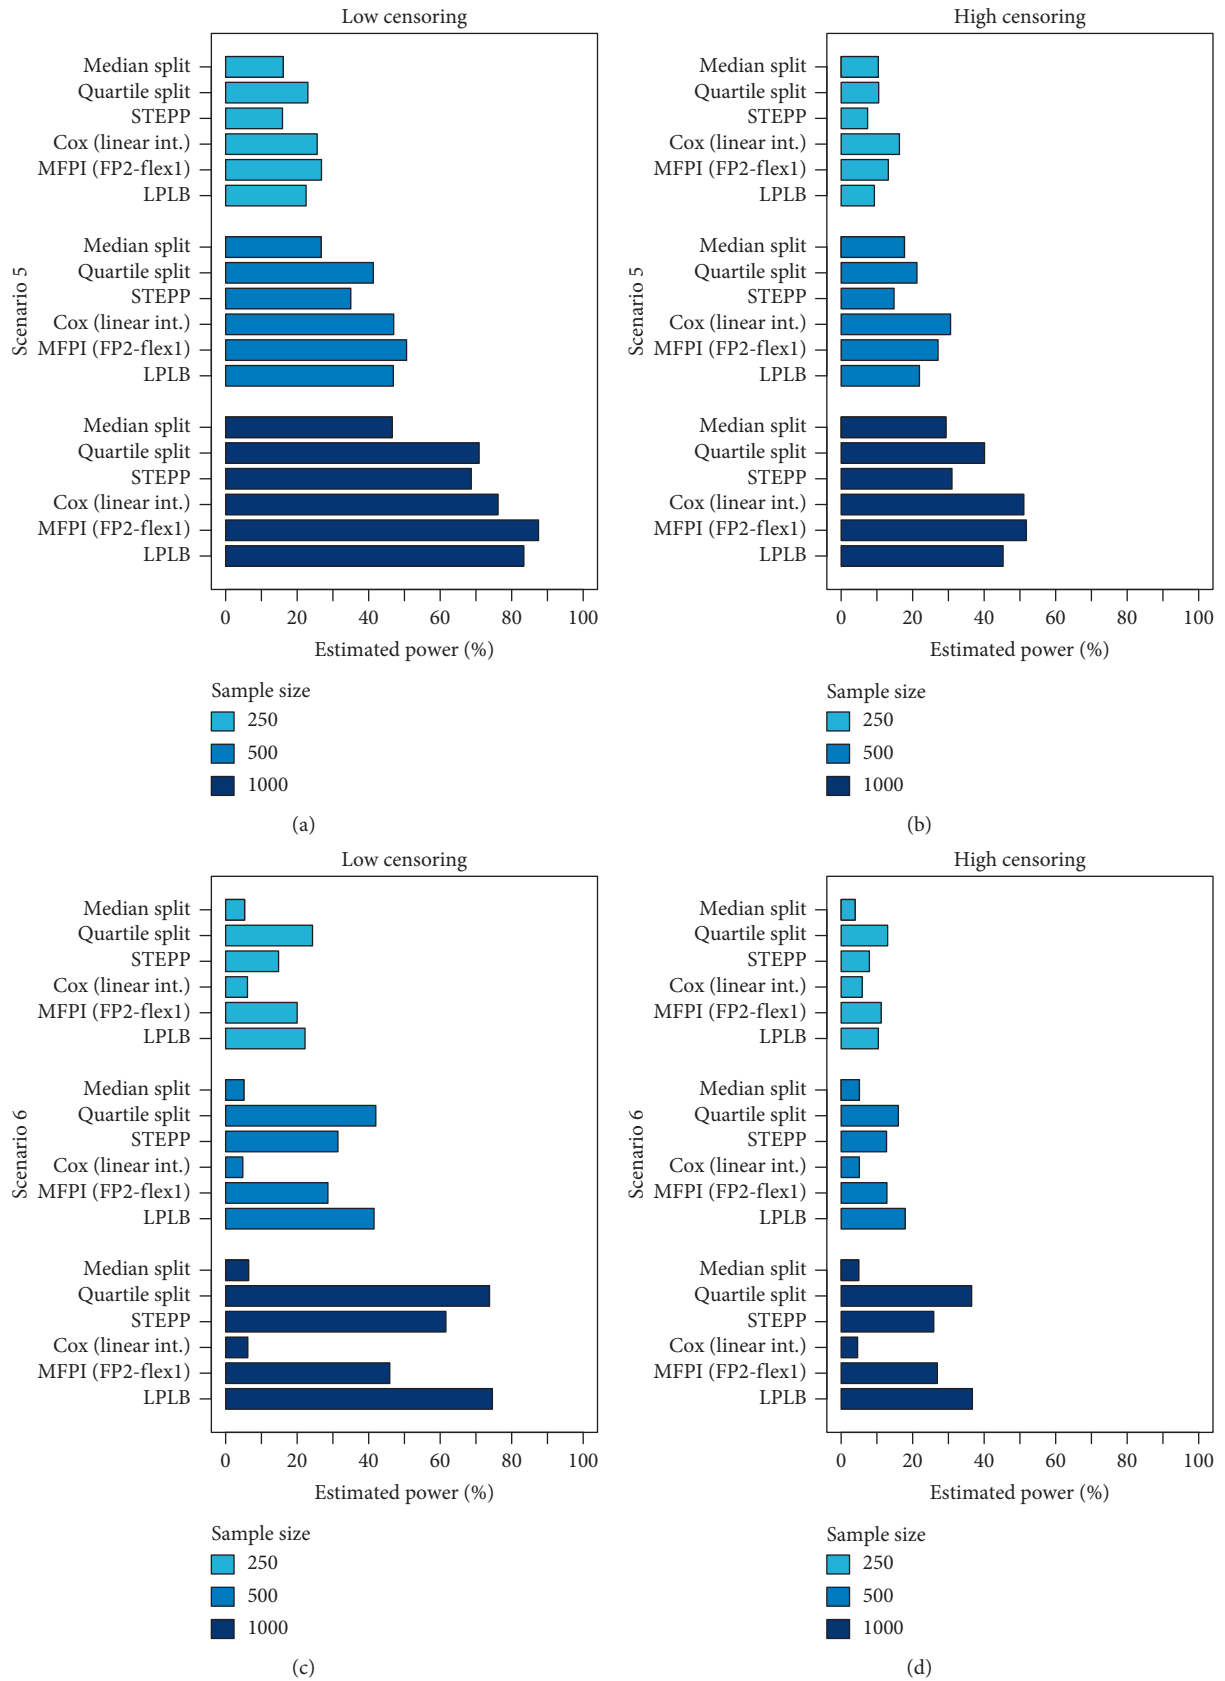 Low censoring
Scenario 5
Median split
Quartile split
STEPP
Cox (linear int.)
MFPI (FP2-flex1)
LPLB
Median split
Quartile split
STEPP
Cox (linear int.)
MFPI (FP2-flex1)
LPLB
Median split
Quartile split
STEPP
Cox (linear int.)
MFPI (FP2-flex1)
LPLB
0 20 40 60 80 100
Estimated power (%)
Sample size
250
500
1000
(a)
High censoring
Scenario 5
Median split
Quartile split
STEPP
Cox (linear int.)
MFPI (FP2-flex1)
LPLB
Median split
Quartile split
STEPP
Cox (linear int.)
MFPI (FP2-flex1)
LPLB
Median split
Quartile split
STEPP
Cox (linear int.)
MFPI (FP2-flex1)
LPLB
0 20 40 60 80 100
Estimated power (%)
Sample size
250
500
1000
(b)
Low censoring
Scenario 6
Median split
Quartile split
STEPP
Cox (linear int.)
MFPI (FP2-flex1)
LPLB
Median split
Quartile split
STEPP
Cox (linear int.)
MFPI (FP2-flex1)
LPLB
Median split
Quartile split
STEPP
Cox (linear int.)
MFPI (FP2-flex1)
LPLB
0 20 40 60 80 100
Estimated power (%)
Sample size
250
500
1000
(c)
High censoring
Scenario 6
Median split
Quartile split
STEPP
Cox (linear int.)
MFPI (FP2-flex1)
LPLB
Median split
Quartile split
STEPP
Cox (linear int.)
MFPI (FP2-flex1)
LPLB
Median split
Quartile split
STEPP
Cox (linear int.)
MFPI (FP2-flex1)
LPLB
0 20 40 60 80 100
Estimated power (%)
Sample size
250
500
1000
(d)